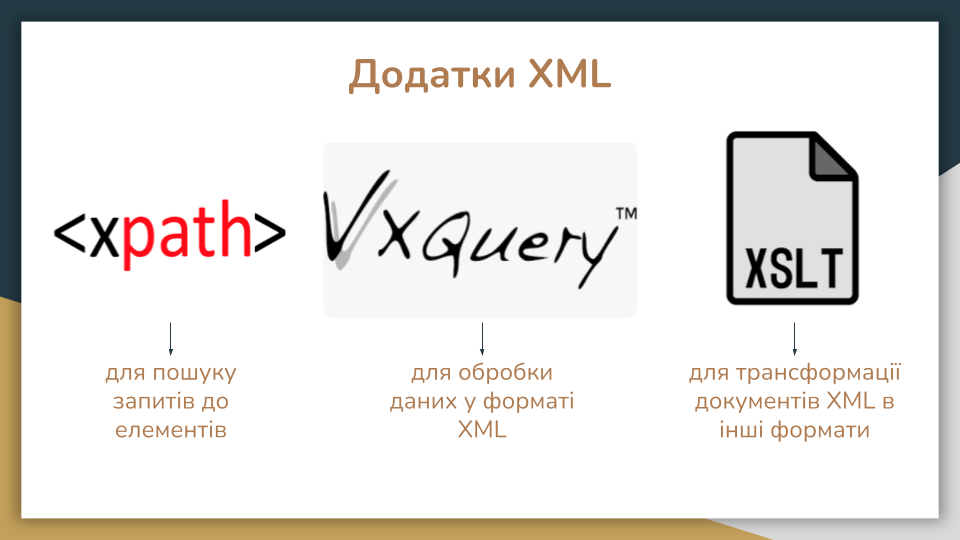 Додатки XML
<xpath>
VXQuery™
XSLT
для пошуку
запитів до
елементів
для обробки
даних у форматі
XML
для трансформації
документів XML в
інші формати